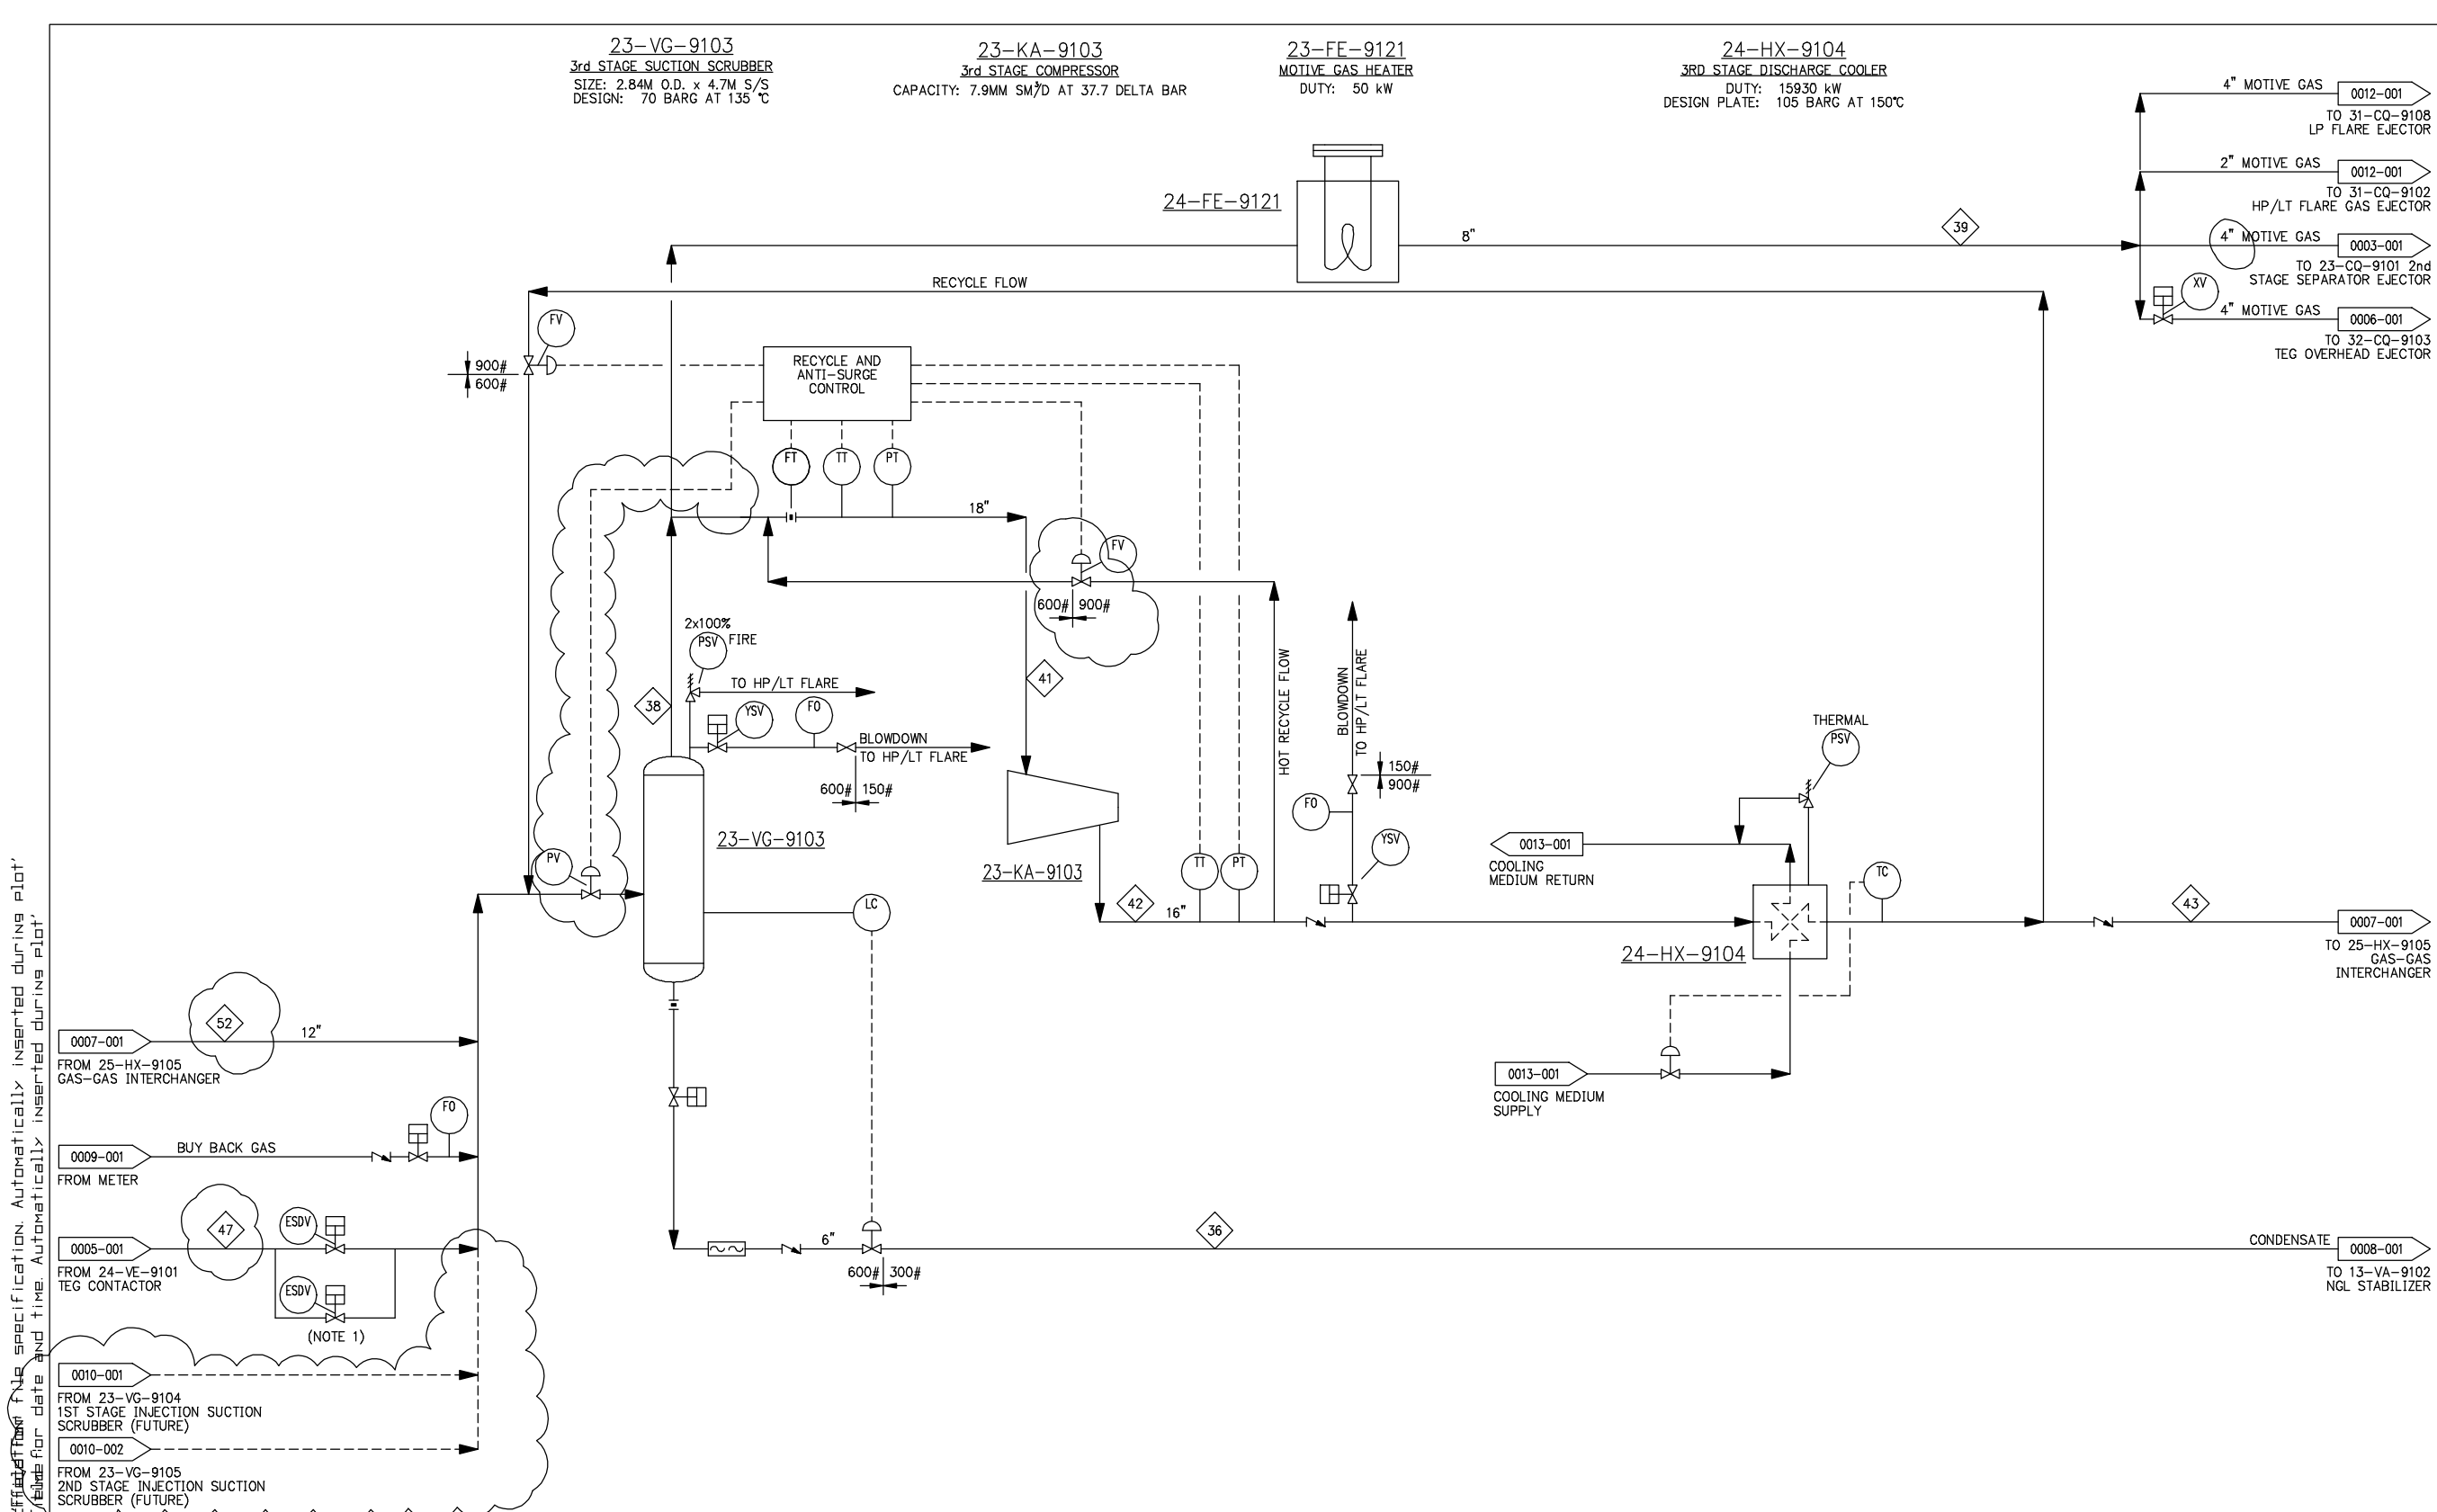 23-VG-9103
3rd STAGE SUCTION SCRUBBER
SIZE: 2.84M O.D. x 4.7M S/S
DESIGN: 70 BARG AT 135 °C
23-KA-9103
3rd STAGE COMPRESSOR
CAPACITY: 7.9MM SM³/D AT 37.7 DELTA BAR
23-FE-9121
MOTIVE GAS HEATER
DUTY: 50 kW
24-HX-9104
3RD STAGE DISCHARGE COOLER
DUTY: 15930 kW
DESIGN PLATE: 105 BARG AT 150°C
4" MOTIVE GAS
0012-001
TO 31-CQ-9108
LP FLARE EJECTOR
2" MOTIVE GAS
0012-001
TO 31-CQ-9102
HP/LT FLARE GAS EJECTOR
24-FE-9121
8"
39
4" MOTIVE GAS
0003-001
TO 23-CQ-9101 2nd
STAGE SEPARATOR EJECTOR
XV
4" MOTIVE GAS
0006-001
TO 32-CQ-9103
TEG OVERHEAD EJECTOR
RECYCLE FLOW
FV
900#
600#
RECYCLE AND
ANTI-SURGE
CONTROL
FT
TT
PT
18"
FV
600#
900#
2x100%
PSV
FIRE
TO HP/LT FLARE
38
41
YSV
FO
BLOWDOWN
TO HP/LT FLARE
600#
150#
HOT RECYCLE FLOW
BLOWDOWN
TO HP/LT FLARE
150#
900#
FO
YSV
THERMAL
PSV
23-VG-9103
23-KA-9103
PV
LC
TT
PT
42
16"
0013-001
COOLING
MEDIUM RETURN
TC
24-HX-9104
43
0007-001
TO 25-HX-9105
GAS-GAS
INTERCHANGER
0013-001
COOLING MEDIUM
SUPPLY
52
12"
0007-001
FROM 25-HX-9105
GAS-GAS INTERCHANGER
FO
BUY BACK GAS
0009-001
FROM METER
47
ESDV
0005-001
FROM 24-VE-9101
TEG CONTACTOR
ESDV
(NOTE 1)
6"
600#
300#
36
CONDENSATE
0008-001
TO 13-VA-9102
NGL STABILIZER
0010-001
FROM 23-VG-9104
1ST STAGE INJECTION SUCTION
SCRUBBER (FUTURE)
0010-002
FROM 23-VG-9105
2ND STAGE INJECTION SUCTION
SCRUBBER (FUTURE)
file specification. Automatically inserted during plot'
for date and time. Automatically inserted during plot'